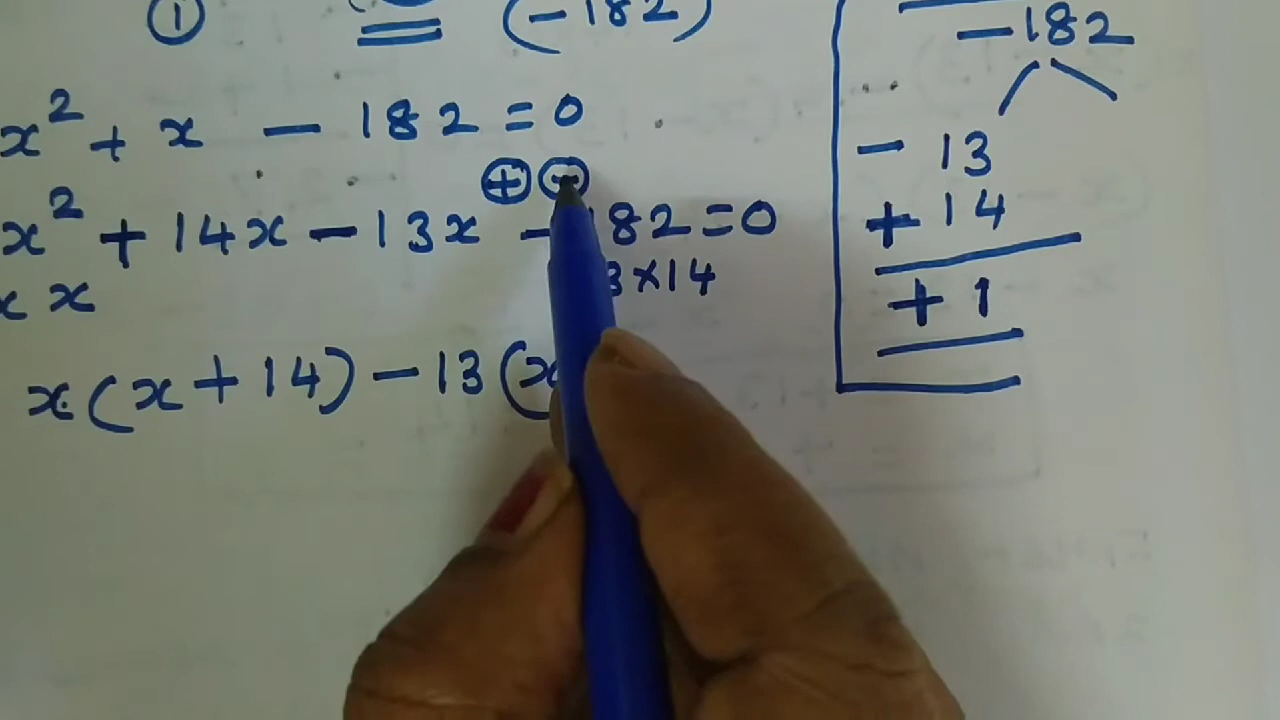 ① (-182)
x² + x - 182 = 0
⊕ ⊖
x² + 14x - 13x - 182 = 0
x x 3×14
x(x + 14) - 13(x
-182
- 13
+ 14
+ 1